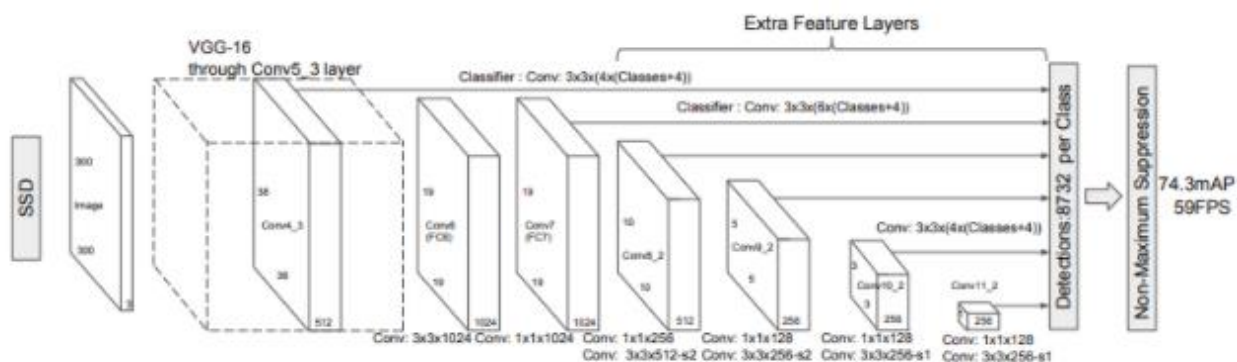 Extra Feature Layers
VGG-16
through Conv5_3 layer
Classifier : Conv: 3x3x(4x(Classes+4))
Classifier : Conv: 3x3x(6x(Classes+4))
SSD
300
Image
300
3
38
Conv4_3
38
512
19
Conv6
(FC6)
19
1024
19
Conv7
(FC7)
19
1024
10
Conv8_2
10
512
5
Conv9_2
5
256
Conv: 3x3x(4x(Classes+4))
3
Conv10_2
3
256
Conv11_2
256
Detections:8732 per Class
Non-Maximum Suppression
74.3mAP
59FPS
Conv: 3x3x1024
Conv: 1x1x1024
Conv: 1x1x256
Conv: 3x3x512-s2
Conv: 1x1x128
Conv: 3x3x256-s2
Conv: 1x1x128
Conv: 3x3x256-s1
Conv: 1x1x128
Conv: 3x3x256-s1